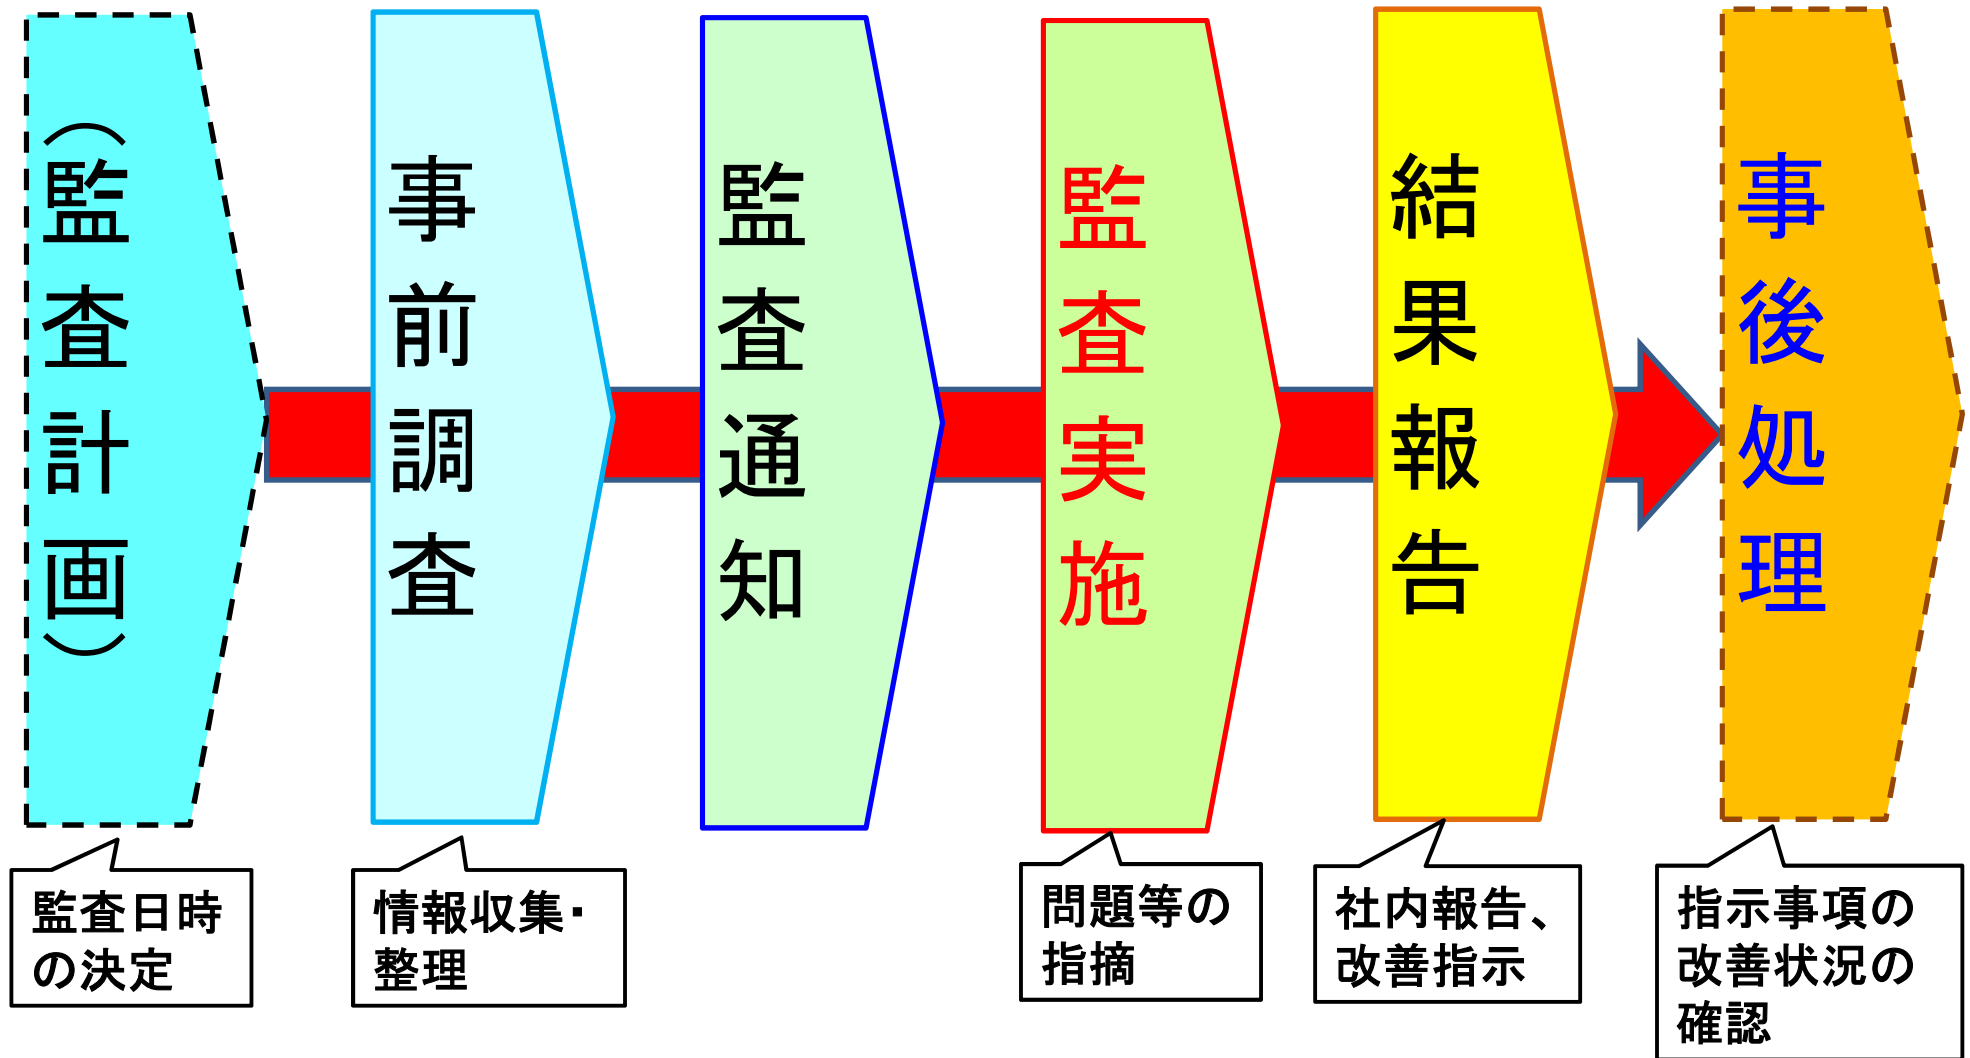 （監査計画）
事前調査
監査通知
監査実施
結果報告
事後処理
監査日時
の決定
情報収集・
整理
問題等の
指摘
社内報告、
改善指示
指示事項の
改善状況の
確認